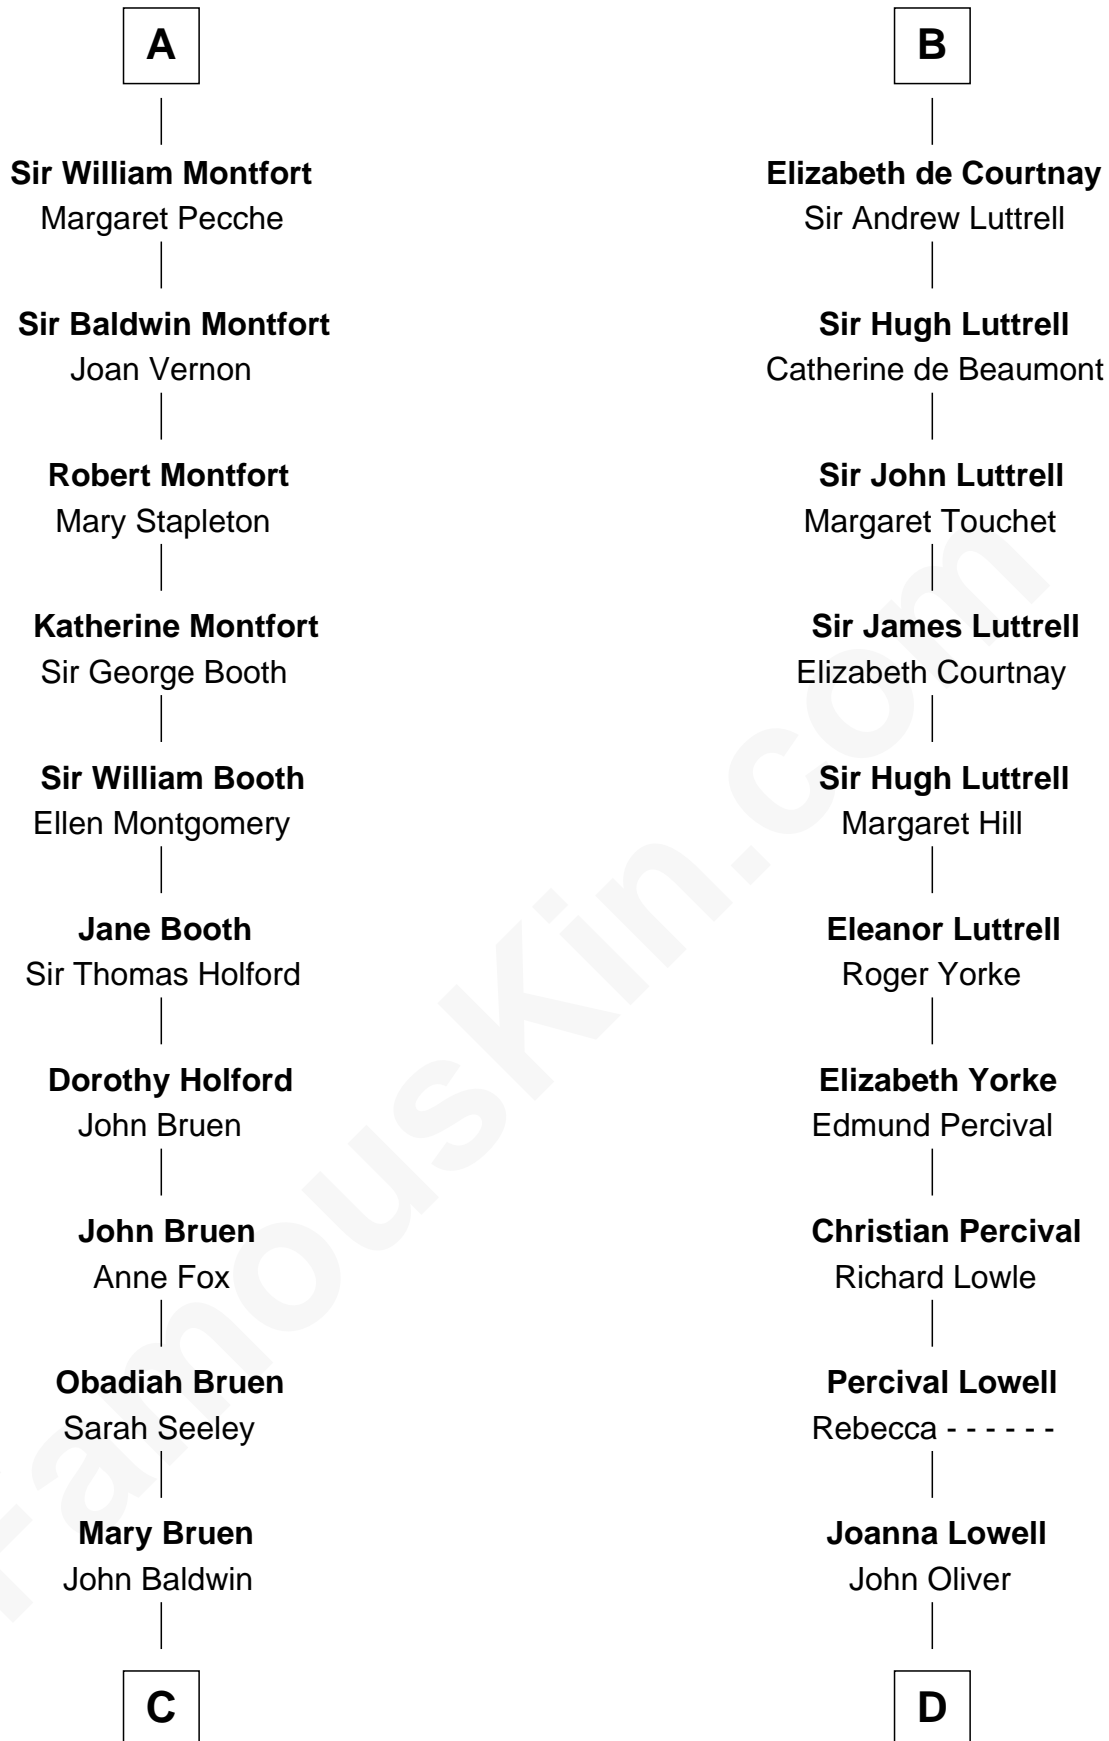 A
Sir William Montfort
Margaret Pecche
Sir Baldwin Montfort
Joan Vernon
Robert Montfort
Mary Stapleton
Katherine Montfort
Sir George Booth
Sir William Booth
Ellen Montgomery
Jane Booth
Sir Thomas Holford
Dorothy Holford
John Bruen
John Bruen
Anne Fox
Obadiah Bruen
Sarah Seeley
Mary Bruen
John Baldwin
C
B
Elizabeth de Courtnay
Sir Andrew Luttrell
Sir Hugh Luttrell
Catherine de Beaumont
Sir John Luttrell
Margaret Touchet
Sir James Luttrell
Elizabeth Courtnay
Sir Hugh Luttrell
Margaret Hill
Eleanor Luttrell
Roger Yorke
Elizabeth Yorke
Edmund Percival
Christian Percival
Richard Lowle
Percival Lowell
Rebecca - - - - - -
Joanna Lowell
John Oliver
D
FamousKin.com